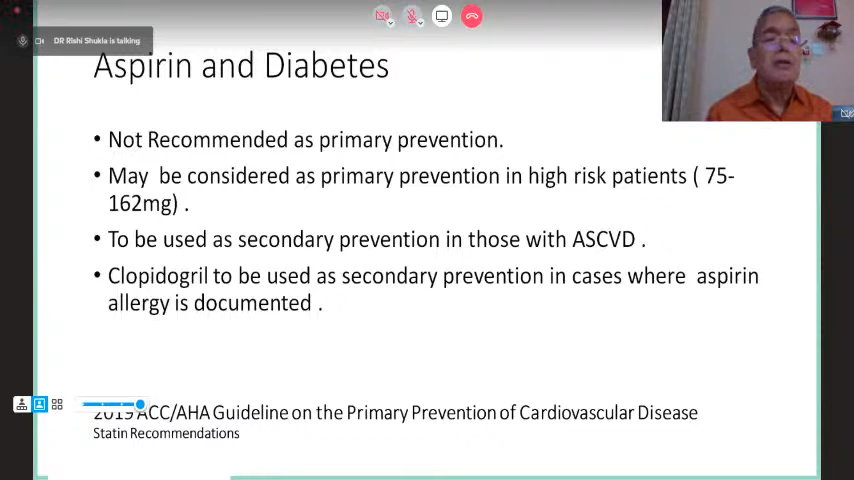 DR Rishi Shukla is talking
Aspirin and Diabetes
• Not Recommended as primary prevention.
• May be considered as primary prevention in high risk patients ( 75-
162mg) .
• To be used as secondary prevention in those with ASCVD .
• Clopidogril to be used as secondary prevention in cases where aspirin
allergy is documented .
2019 ACC/AHA Guideline on the Primary Prevention of Cardiovascular Disease
Statin Recommendations